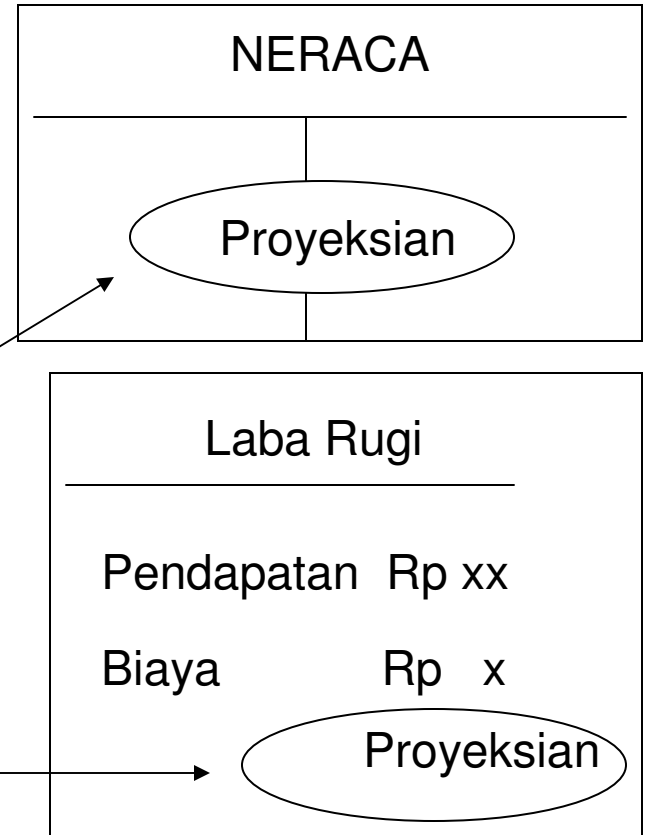 NERACA
Proyeksian
Laba Rugi
Pendapatan Rp xx
Biaya Rp x
Proyeksian